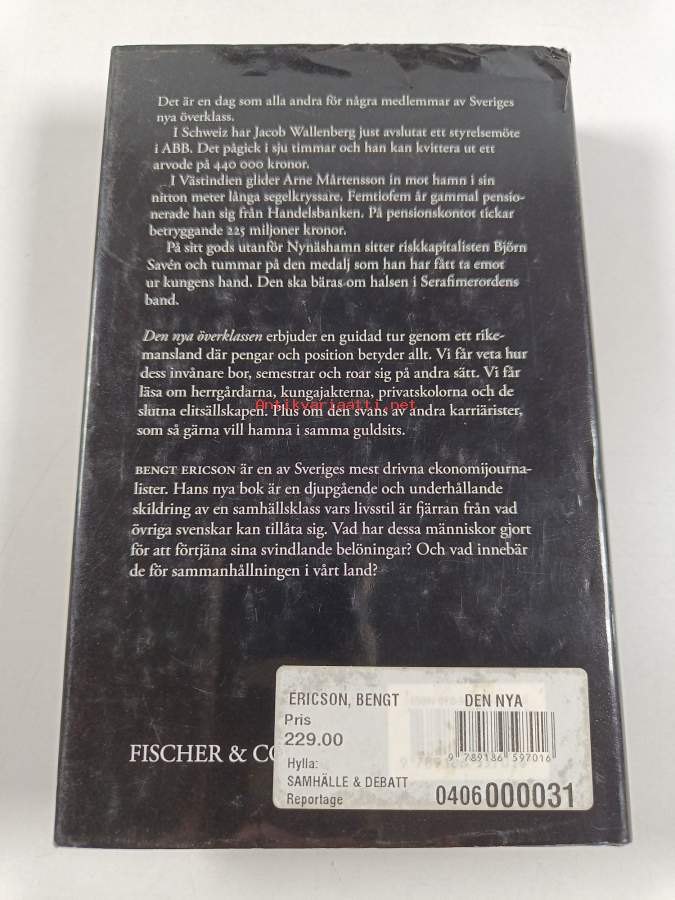 Det är en dag som alla andra för några medlemmar av Sveriges
nya överklass.
I Schweiz har Jacob Wallenberg just avslutat ett styrelsemöte
i ABB. Det pågick i sju timmar och han kan kvittera ut ett
arvode på 440 000 kronor.
I Västindien glider Arne Mårtensson in mot hamn i sin
nitton meter långa segelkryssare. Femtiofem år gammal pensio-
nerade han sig från Handelsbanken. På pensionskontot tickar
betryggande 225 miljoner kronor.
På sitt gods utanför Nynäshamn sitter riskkapitalisten Björn
Savén och tummar på den medalj som han har fått ta emot
ur kungens hand. Den ska bäras om halsen i Serafimerordens
band.
Den nya överklassen erbjuder en guidad tur genom ett rike-
mansland där pengar och position betyder allt. Vi får veta hur
dess invånare bor, semestrar och roar sig på andra sätt. Vi får
läsa om herrgårdarna, kungajakterna, privatskolorna och de
slutna elitsällskapen. Plus om den svans av andra karriärister,
Antikvariaatti.net
som så gärna vill hamna i samma guldsits.
BENGT ERICSON är en av Sveriges mest drivna ekonomijourna-
lister. Hans nya bok är en djupgående och underhållande
skildring av en samhällsklass vars livsstil är fjärran från vad
övriga svenskar kan tillåta sig. Vad har dessa människor gjort
för att förtjäna sina svindlande belöningar? Och vad innebär
de för sammanhållningen i vårt land?
FISCHER & CO
ERICSON, BENGT DEN NYA
Pris
229.00
9 789186 597016
Hylla:
SAMHÄLLE & DEBATT
Reportage 0406000031